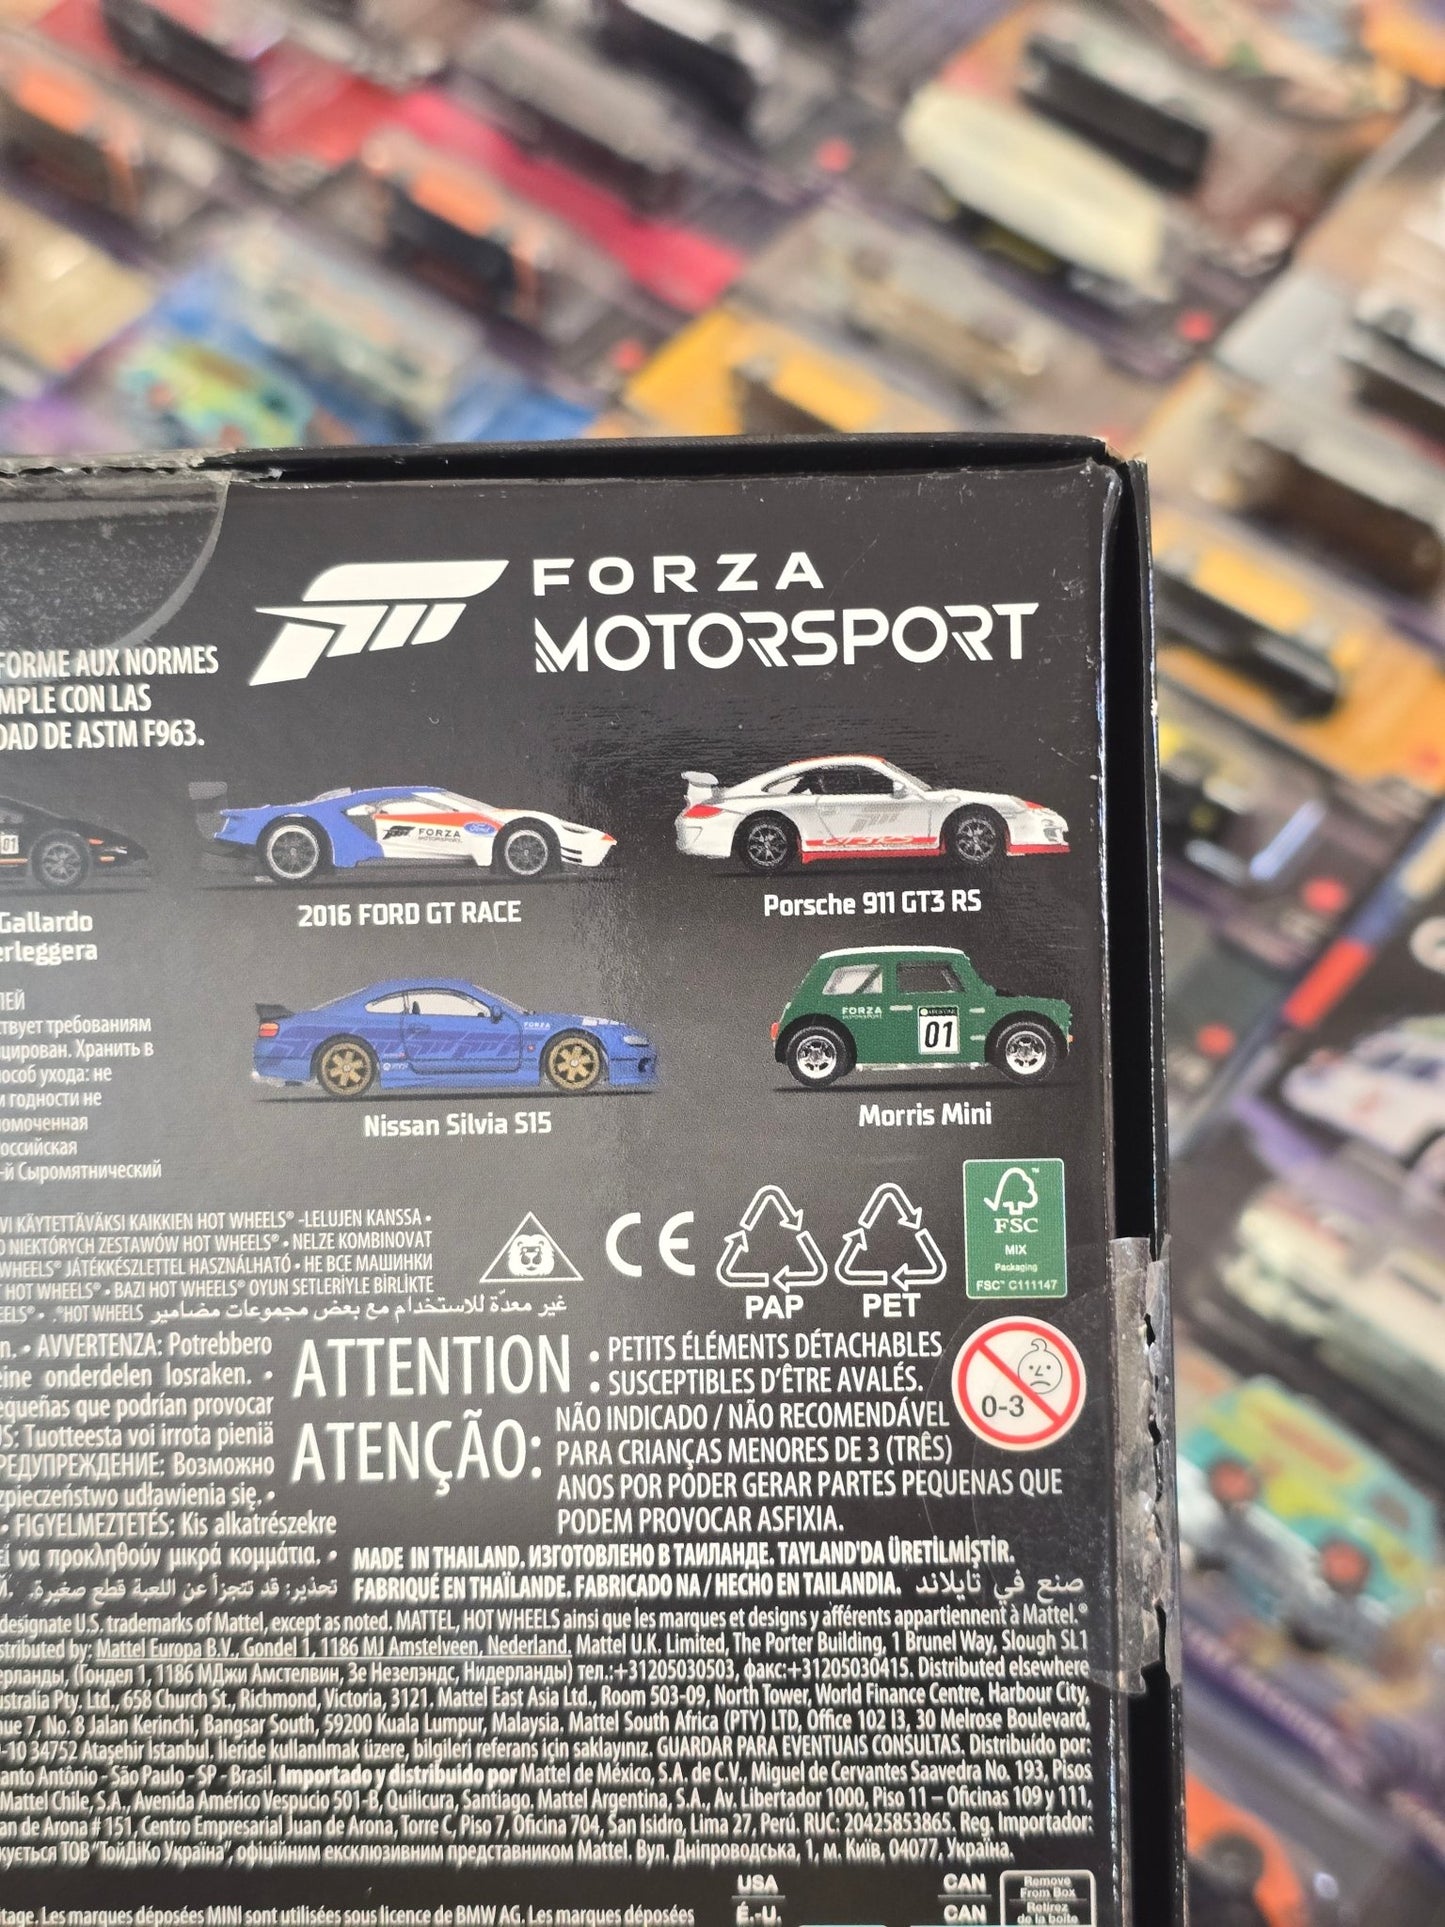 FORZA
MOTORSPORT
FORME AUX NORMES
MPLE CON LAS
DAD DE ASTM F963.
01
FORZA
MOTORSPORT
Ford
GT3 RS
Gallardo
erleggera
2016 FORD GT RACE
Porsche 911 GT3 RS
FORZA
FORZA
MOTORSPORT
01
Nissan Silvia S15
Morris Mini
ЛЕЙ
ствует требованиям
ицирован. Хранить в
пособ ухода: не
и годности не
омоченная
оссийская
-й Сыромятнический
VI KÄYTETTÄVÄKSI KAIKKIEN HOT WHEELS® -LELUJEN KANSSA •
O NIEKTÓRYCH ZESTAWÓW HOT WHEELS® • NELZE KOMBINOVAT
WHEELS® JÁTÉKKÉSZLETTEL HASZNÁLHATÓ • НЕ ВСЕ МАШИНКИ
HOT WHEELS® • BAZI HOT WHEELS® OYUN SETLERİYLE BİRLİKTE
EELS® • .®HOT WHEELS غير معدّة للاستخدام مع بعض مجموعات مضامير
CE
PAP
PET
FSC
MIX
Packaging
FSC™ C111147
n. • AVVERTENZA: Potrebbero
eine onderdelen losraken. •
equeñas que podrían provocar
US: Tuotteesta voi irrota pieniä
РЕДУПРЕЖДЕНИЕ: Возможно
zpieczeństwo udławienia się. •
• FIGYELMEZTETÉS: Kis alkatrészekre
εί να προκληθούν μικρά κομμάτια. •
تحذير: قد تتجزأ عن اللعبة قطع صغيرة.
ATTENTION
• PETITS ÉLÉMENTS DÉTACHABLES
• SUSCEPTIBLES D'ÊTRE AVALÉS.
0-3
ATENÇÃO:
NÃO INDICADO / NÃO RECOMENDÁVEL
PARA CRIANÇAS MENORES DE 3 (TRÊS)
ANOS POR PODER GERAR PARTES PEQUENAS QUE
PODEM PROVOCAR ASFIXIA.
MADE IN THAILAND. ИЗГОТОВЛЕНО В ТАИЛАНДЕ. TAYLAND'DA ÜRETİLMİŞTİR.
FABRIQUÉ EN THAÏLANDE. FABRICADO NA / HECHO EN TAILANDIA. صنع في تايلاند
designate U.S. trademarks of Mattel, except as noted. MATTEL, HOT WHEELS ainsi que les marques et designs y afférents appartiennent à Mattel.®
stributed by: Mattel Europa B.V., Gondel 1, 1186 MJ Amstelveen, Nederland. Mattel U.K. Limited, The Porter Building, 1 Brunel Way, Slough SL1
ерланды, (Гондел 1, 1186 МДжи Амстелвин, Зе Незелэндс, Нидерланды) тел.:+31205030503, факс:+31205030415. Distributed elsewhere
ustralia Pty. Ltd., 658 Church St., Richmond, Victoria, 3121. Mattel East Asia Ltd., Room 503-09, North Tower, World Finance Centre, Harbour City,
nue 7, No. 8 Jalan Kerinchi, Bangsar South, 59200 Kuala Lumpur, Malaysia. Mattel South Africa (PTY) LTD, Office 102 I3, 30 Melrose Boulevard,
-10 34752 Ataşehir İstanbul. İleride kullanılmak üzere, bilgileri referans için saklayınız. GUARDAR PARA EVENTUAIS CONSULTAS. Distribuído por:
anto Antônio - São Paulo - SP - Brasil. Importado y distribuido por Mattel de México, S.A. de C.V., Miguel de Cervantes Saavedra No. 193, Pisos
Mattel Chile, S.A., Avenida Américo Vespucio 501-B, Quilicura, Santiago. Mattel Argentina, S.A., Av. Libertador 1000, Piso 11 – Oficinas 109 y 111,
an de Arona # 151, Centro Empresarial Juan de Arona, Torre C, Piso 7, Oficina 704, San Isidro, Lima 27, Perú. RUC: 20425853865. Reg. Importador:
кується ТОВ "ТойДіКо Україна", офіційним ексклюзивним представником Mattel. Вул. Дніпроводська, 1, м. Київ, 04077, Україна.
USA
É.-U.
CAN
CAN
Remove
From Box
Retirez
de la boîte
itage. Les marques déposées MINI sont utilisées sous licence de BMW AG. Les marques déposées